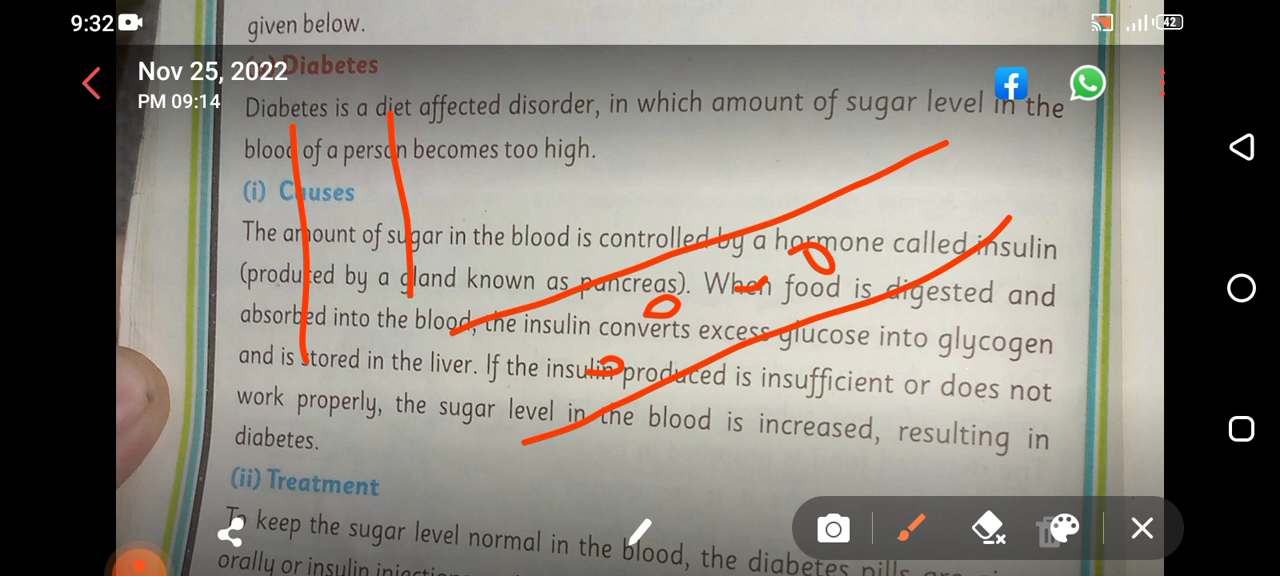 9:32
42
given below.
Nov 25, 2022
Diabetes
PM 09:14
Diabetes is a diet affected disorder, in which amount of sugar level in the
blood of a person becomes too high.
(i) Causes
The amount of sugar in the blood is controlled by a hormone called insulin
(produced by a gland known as pancreas). When food is digested and
absorbed into the blood, the insulin converts excess glucose into glycogen
and is stored in the liver. If the insulin produced is insufficient or does not
work properly, the sugar level in the blood is increased, resulting in
diabetes.
(ii) Treatment
To keep the sugar level normal in the blood, the diabetes pills
orally or insulin